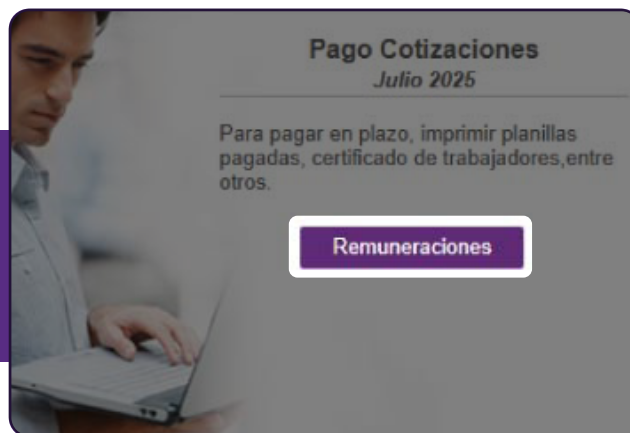 Pago Cotizaciones
Julio 2025
Para pagar en plazo, imprimir planillas
pagadas, certificado de trabajadores,entre
otros.
Remuneraciones